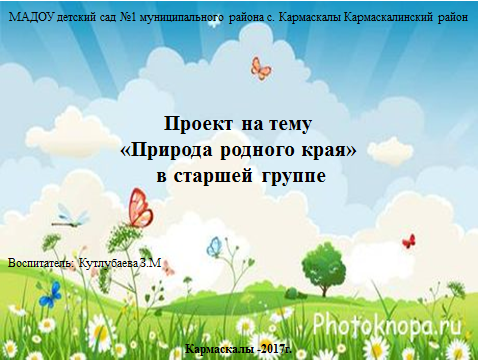 МАДОУ детский сад №1 муниципального района с. Кармаскалы Кармаскалинский район
Проект на тему
«Природа родного края»
в старшей группе
Воспитатель: Кутлубаева З.М
Photoknopa.ru
Кармаскалы -2017г.